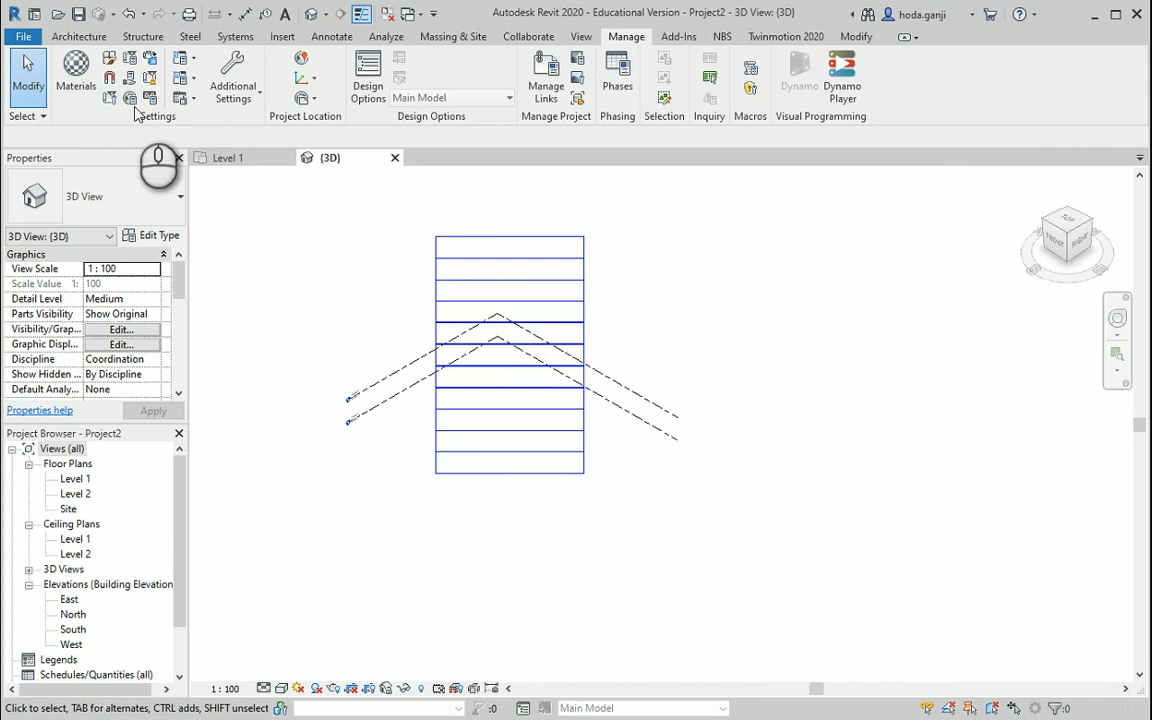 Autodesk Revit 2020 - Educational Version - Project2 - 3D View: {3D}
hoda.ganji
File Architecture Structure Steel Systems Insert Annotate Analyze Massing & Site Collaborate View Manage Add-Ins NBS Twinmotion 2020 Modify
Modify Materials Additional Settings Design Options Main Model Manage Links Phases Dynamo Dynamo Player
Select Settings Project Location Design Options Manage Project Phasing Selection Inquiry Macros Visual Programming
Properties Level 1 {3D}
3D View
3D View: {3D} Edit Type
Graphics
View Scale 1 : 100
Scale Value 1: 100
Detail Level Medium
Parts Visibility Show Original
Visibility/Grap... Edit...
Graphic Displ... Edit...
Discipline Coordination
Show Hidden ... By Discipline
Default Analy... None
Properties help Apply
Project Browser - Project2
Views (all)
Floor Plans
Level 1
Level 2
Site
Ceiling Plans
Level 1
Level 2
3D Views
Elevations (Building Elevation
East
North
South
West
Legends
Schedules/Quantities (all)
TOP
FRONT
RIGHT
1 : 100
Click to select, TAB for alternates, CTRL adds, SHIFT unselect :0 Main Model :0